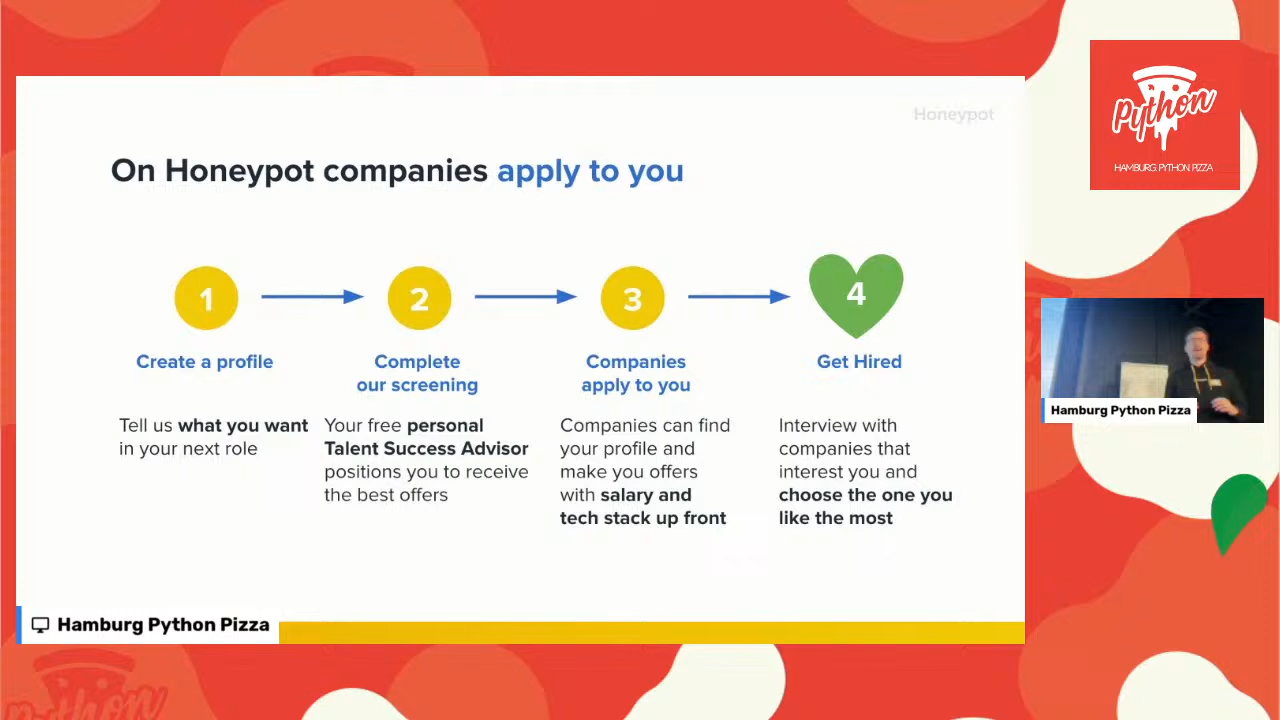 Honeypot
On Honeypot companies apply to you
1
2
3
4
Create a profile
Complete
our screening
Companies
apply to you
Get Hired
Tell us what you want
in your next role
Your free personal
Talent Success Advisor
positions you to receive
the best offers
Companies can find
your profile and
make you offers
with salary and
tech stack up front
Interview with
companies that
interest you and
choose the one you
like the most
Hamburg Python Pizza
Python
HAMBURG PYTHON PIZZA
Hamburg Python Pizza
Python